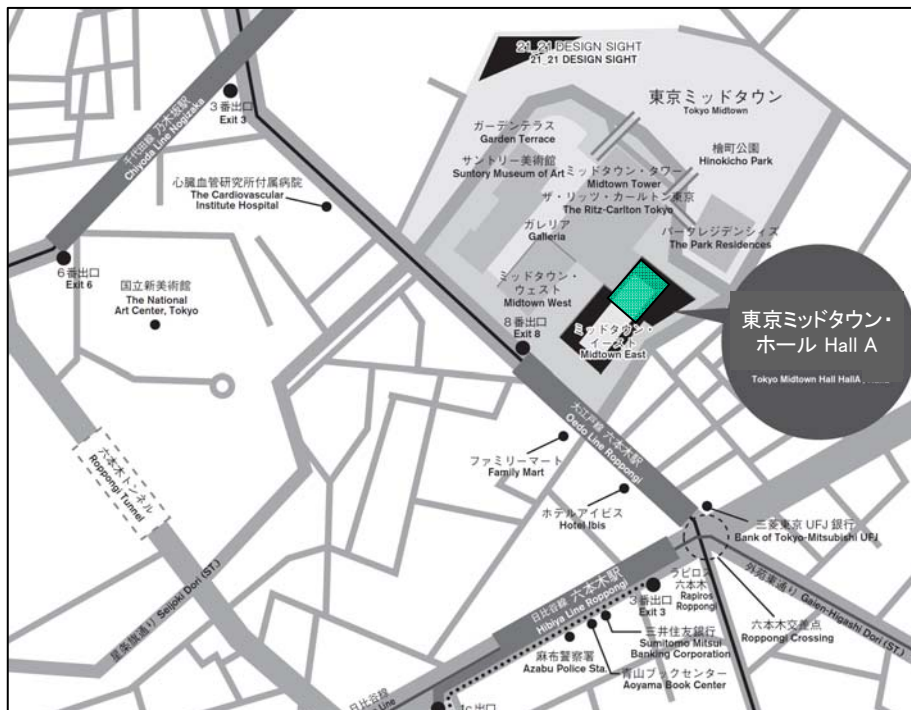 21_21 DESIGN SIGHT
21_21 DESIGN SIGHT
3番出口
Exit 3
東京ミッドタウン
Tokyo Midtown
千代田線 乃木坂駅
Chiyoda Line Nogizaka
ガーデンテラス
Garden Terrace
檜町公園
Hinokicho Park
サントリー美術館
Suntory Museum of Art
ミッドタウン・タワー
Midtown Tower
心臓血管研究所付属病院
The Cardiovascular
Institute Hospital
ザ・リッツ・カールトン東京
The Ritz-Carlton Tokyo
ガレリア
Galleria
パークレジデンシィズ
The Park Residences
6番出口
Exit 6
国立新美術館
The National
Art Center, Tokyo
ミッドタウン・
ウェスト
Midtown West
8番出口
Exit 8
ミッドタウン・
イースト
Midtown East
東京ミッドタウン・
ホール Hall A
Tokyo Midtown Hall HallA
大江戸線 六本木駅
Oedo Line Roppongi
ファミリーマート
Family Mart
六本木トンネル
Roppongi Tunnel
ホテルアイビス
Hotel Ibis
三菱東京 UFJ 銀行
Bank of Tokyo-Mitsubishi UFJ
星条旗通り Seijoki Dori (ST.)
日比谷線 六本木駅
Hibiya Line Roppongi
3番出口
Exit 3
ラピロス
六本木
Rapiros
Roppongi
外苑東通り Gaien-Higashi Dori (ST.)
六本木交差点
Roppongi Crossing
三井住友銀行
Sumitomo Mitsui
Banking Corporation
麻布警察署
Azabu Police Sta.
青山ブックセンター
Aoyama Book Center
日比谷線
Line
1c 出口